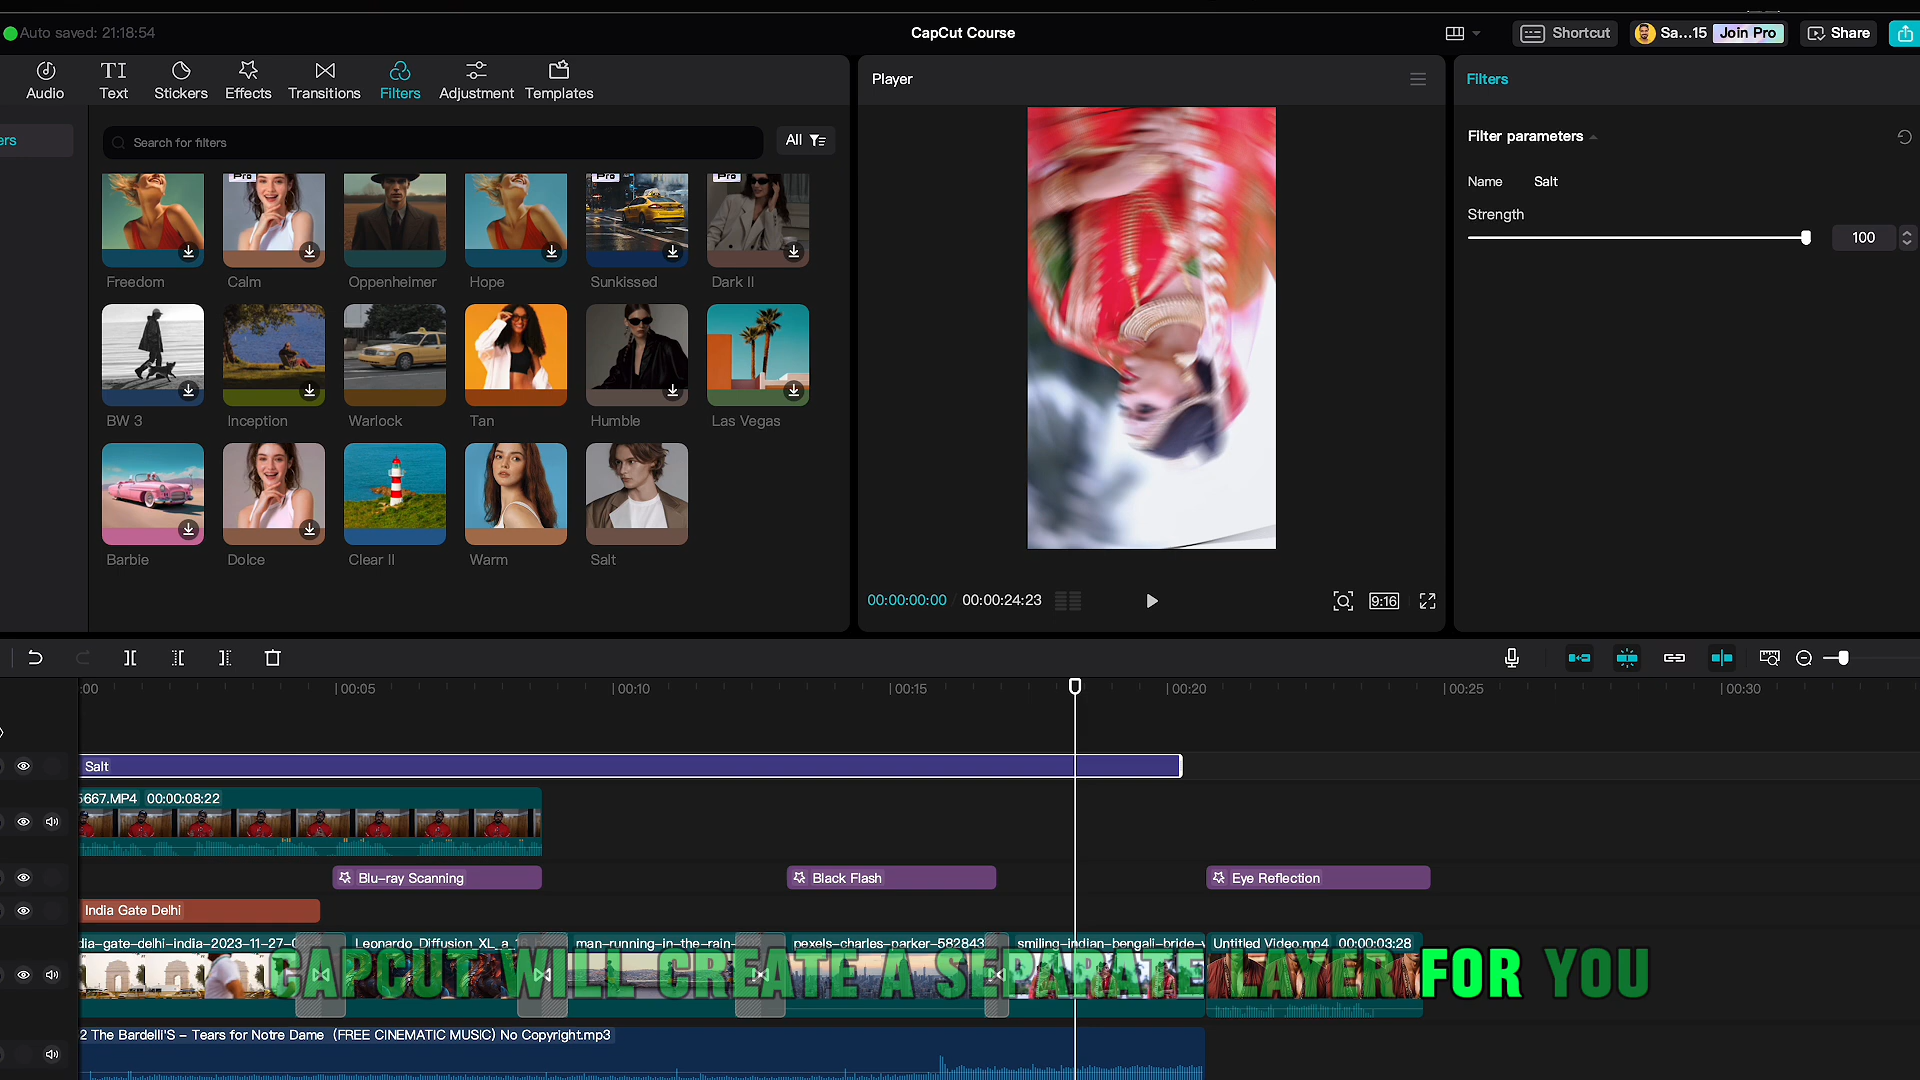 Auto saved: 21:18:54
CapCut Course
Shortcut
Sa...15
Join Pro
Share
Audio
Text
Stickers
Effects
Transitions
Filters
Adjustment
Templates
ers
Search for filters
All
Pro
Pro
Pro
Freedom
Calm
Oppenheimer
Hope
Sunkissed
Dark II
BW 3
Inception
Warlock
Tan
Humble
Las Vegas
Barbie
Dolce
Clear II
Warm
Salt
Player
00:00:00:00
00:00:24:23
9:16
Filters
Filter parameters
Name
Salt
Strength
100
:00
00:05
00:10
00:15
00:20
00:25
00:30
Salt
5667.MP4 00:00:08:22
Blu-ray Scanning
Black Flash
Eye Reflection
India Gate Delhi
dia-gate-delhi-india-2023-11-27-0
Leonardo_Diffusion_XL_a_
man-running-in-the-rain-
pexels-charles-parker-582843
smiling-indian-bengali-bride-v
Untitled Video.mp4 00:00:03:28
CAPCUT WILL CREATE A SEPARATE LAYER FOR YOU
2 The Bardelli'S – Tears for Notre Dame (FREE CINEMATIC MUSIC) No Copyright.mp3